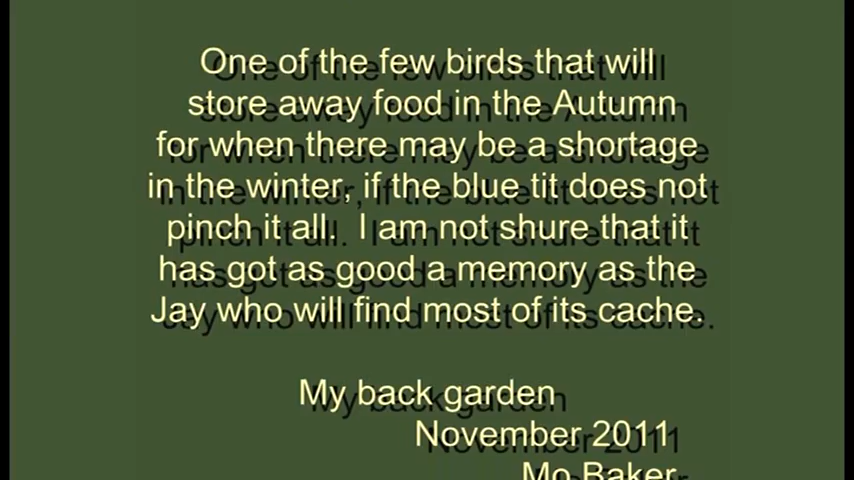 One of the few birds that will
store away food in the Autumn
for when there may be a shortage
in the winter, if the blue tit does not
pinch it all. I am not shure that it
has got as good a memory as the
Jay who will find most of its cache.
My back garden
November 2011
Mo Baker